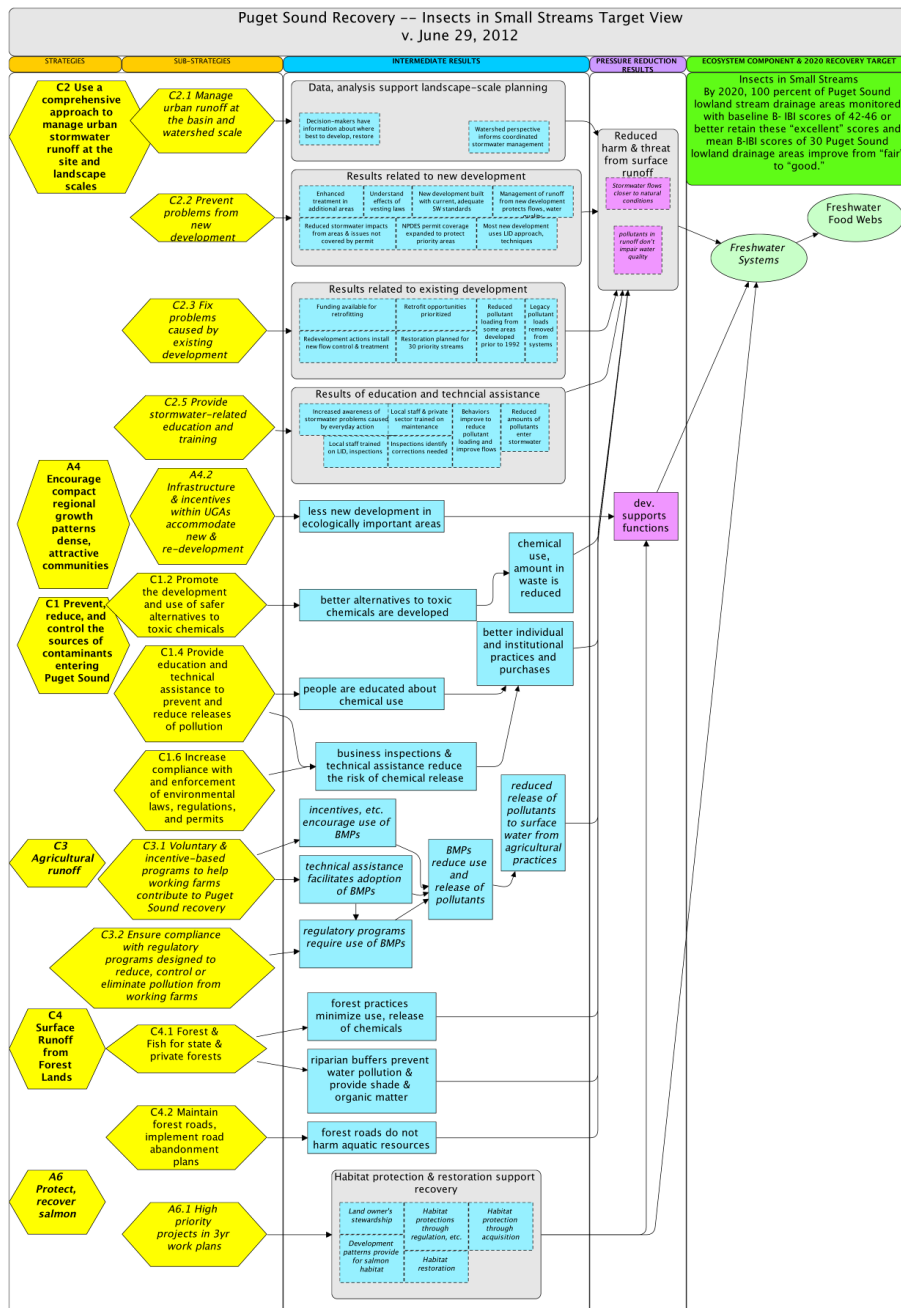 Puget Sound Recovery -- Insects in Small Streams Target View
v. June 29, 2012
STRATEGIES
SUB-STRATEGIES
INTERMEDIATE RESULTS
PRESSURE REDUCTION
RESULTS
ECOSYSTEM COMPONENT & 2020 RECOVERY TARGET
C2 Use a
comprehensive
approach to
manage urban
stormwater
runoff at the
site and
landscape
scales
C2.1 Manage
urban runoff at
the basin and
watershed scale
Data, analysis support landscape-scale planning
Decision-makers have
information about where
best to develop, restore
Watershed perspective
informs coordinated
stormwater management
Reduced
harm & threat
from surface
runoff
Stormwater flows
closer to natural
conditions
pollutants in
runoff don't
impair water
quality
Insects in Small Streams
By 2020, 100 percent of Puget Sound
lowland stream drainage areas monitored
with baseline B- IBI scores of 42-46 or
better retain these “excellent” scores and
mean B-IBI scores of 30 Puget Sound
lowland drainage areas improve from “fair”
to “good.”
Freshwater
Food Webs
Freshwater
Systems
C2.2 Prevent
problems from
new
development
Results related to new development
Enhanced
treatment in
additional areas
Understand
effects of
vesting laws
New development built
with current, adequate
SW standards
Management of runoff
from new development
protects flows, water
quality
Reduced stormwater impacts
from areas & issues not
covered by permit
NPDES permit coverage
expanded to protect
priority areas
Most new development
uses LID approach,
techniques
C2.3 Fix
problems
caused by
existing
development
Results related to existing development
Funding available for
retrofitting
Retrofit opportunities
prioritized
Reduced
pollutant
loading from
some areas
developed
prior to 1992
Legacy
pollutant
loads
removed
from
systems
Redevelopment actions install
new flow control & treatment
Restoration planned for
30 priority streams
C2.5 Provide
stormwater-related
education and
training
Results of education and techncial assistance
Increased awareness of
stormwater problems caused
by everyday action
Local staff & private
sector trained on
maintenance
Behaviors
improve to
reduce
pollutant
loading and
improve flows
Reduced
amounts of
pollutants
enter
stormwater
Local staff trained
on LID, inspections
Inspections identify
corrections needed
A4
Encourage
compact
regional
growth
patterns
dense,
attractive
communities
A4.2
Infrastructure
& incentives
within UGAs
accommodate
new &
re-development
less new development in
ecologically important areas
dev.
supports
functions
C1 Prevent,
reduce, and
control the
sources of
contaminants
entering
Puget Sound
C1.2 Promote
the development
and use of safer
alternatives to
toxic chemicals
better alternatives to toxic
chemicals are developed
chemical
use,
amount in
waste is
reduced
better individual
and institutional
practices and
purchases
C1.4 Provide
education and
technical
assistance to
prevent and
reduce releases
of pollution
people are educated about
chemical use
business inspections &
technical assistance reduce
the risk of chemical release
C1.6 Increase
compliance with
and enforcement
of environmental
laws, regulations,
and permits
C3
Agricultural
runoff
C3.1 Voluntary &
incentive-based
programs to help
working farms
contribute to Puget
Sound recovery
incentives, etc.
encourage use of
BMPs
technical assistance
facilitates adoption
of BMPs
regulatory programs
require use of BMPs
BMPs
reduce use
and
release of
pollutants
reduced
release of
pollutants
to surface
water from
agricultural
practices
C3.2 Ensure compliance
with regulatory
programs designed to
reduce, control or
eliminate pollution from
working farms
C4
Surface
Runoff
from
Forest
Lands
C4.1 Forest &
Fish for state &
private forests
forest practices
minimize use, release
of chemicals
riparian buffers prevent
water pollution &
provide shade &
organic matter
C4.2 Maintain
forest roads,
implement road
abandonment
plans
forest roads do not
harm aquatic resources
A6
Protect,
recover
salmon
A6.1 High
priority
projects in 3yr
work plans
Habitat protection & restoration support
recovery
Land owner's
stewardship
Habitat
protections
through
regulation, etc.
Habitat
protection
through
acquisition
Development
patterns provide
for salmon
habitat
Habitat
restoration